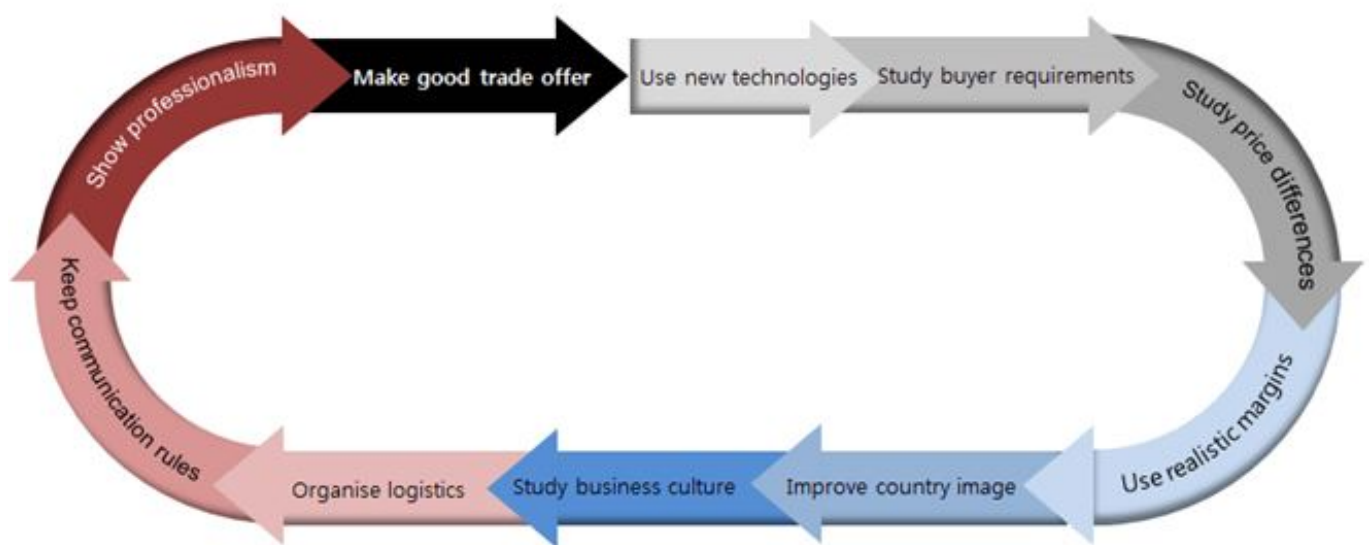 Make good trade offer
Use new technologies
Study buyer requirements
Study price differences
Use realistic margins
Improve country image
Study business culture
Organise logistics
Keep communication rules
Show professionalism